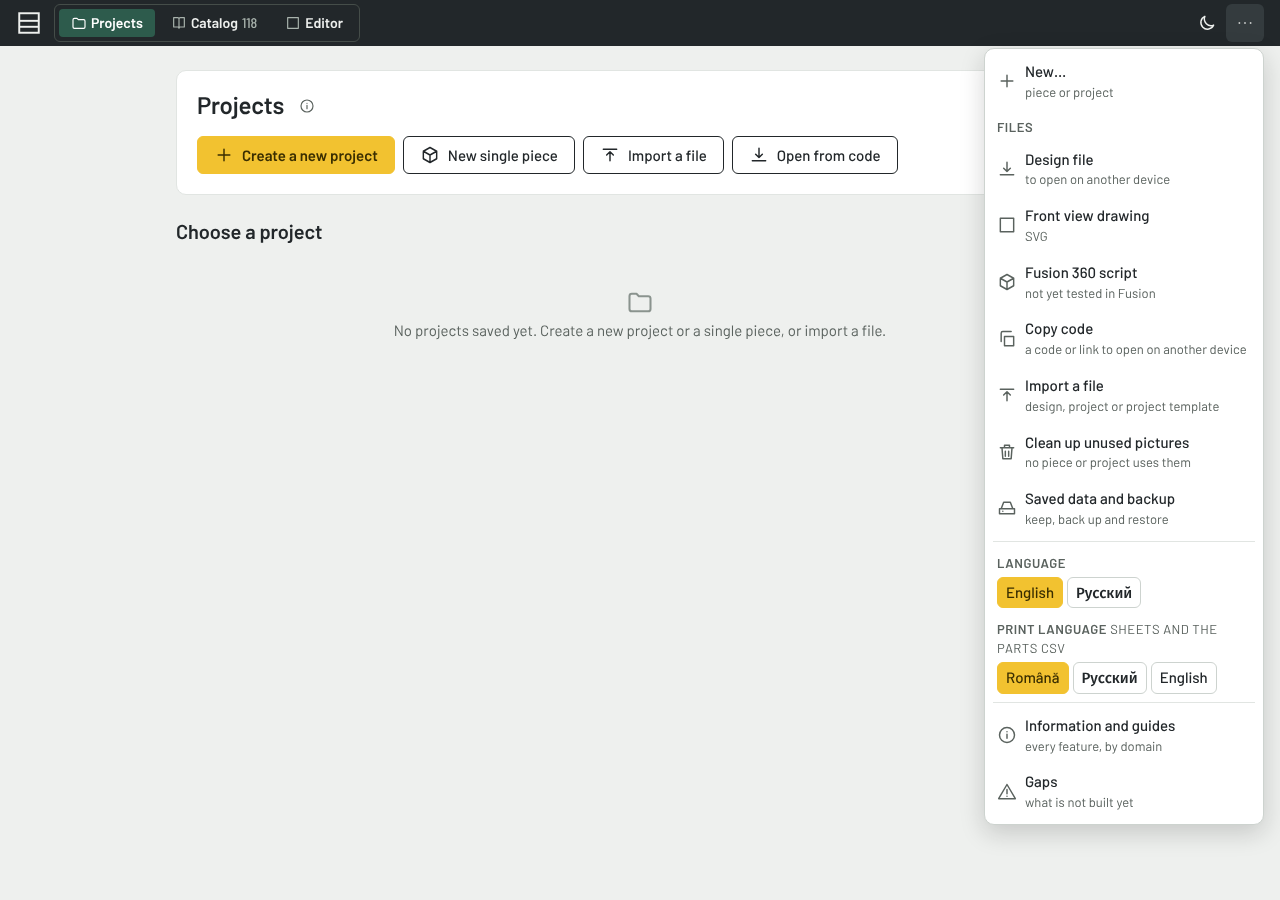 Projects
Catalog 118
Editor
...
Projects
Create a new project
New single piece
Import a file
Open from code
Choose a project
No projects saved yet. Create a new project or a single piece, or import a file.
New...
piece or project
FILES
Design file
to open on another device
Front view drawing
SVG
Fusion 360 script
not yet tested in Fusion
Copy code
a code or link to open on another device
Import a file
design, project or project template
Clean up unused pictures
no piece or project uses them
Saved data and backup
keep, back up and restore
LANGUAGE
English
Русский
PRINT LANGUAGE SHEETS AND THE
PARTS CSV
Română
Русский
English
Information and guides
every feature, by domain
Gaps
what is not built yet